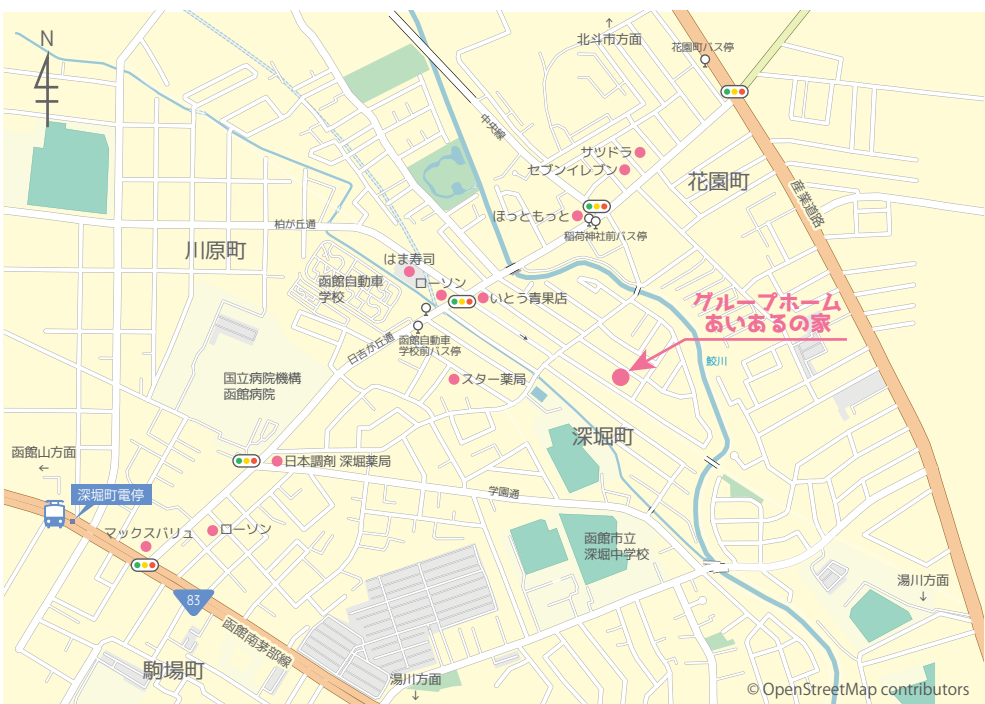 N
北斗市方面
↑
花園町バス停
中央線
サツドラ
セブンイレブン
花園町
産業道路
ほっともっと
稲荷神社前バス停
柏が丘通
川原町
はま寿司
函館自動車
学校
ローソン
いとう青果店
グループホーム
あいあるの家
日吉が丘通
函館自動車
学校前バス停
鮫川
国立病院機構
函館病院
スター薬局
深堀町
函館山方面
←
日本調剤 深堀薬局
学園通
深堀町電停
マックスバリュ
ローソン
函館市立
深堀中学校
湯川方面
↓
83
函館南茅部線
駒場町
湯川方面
↓
© OpenStreetMap contributors